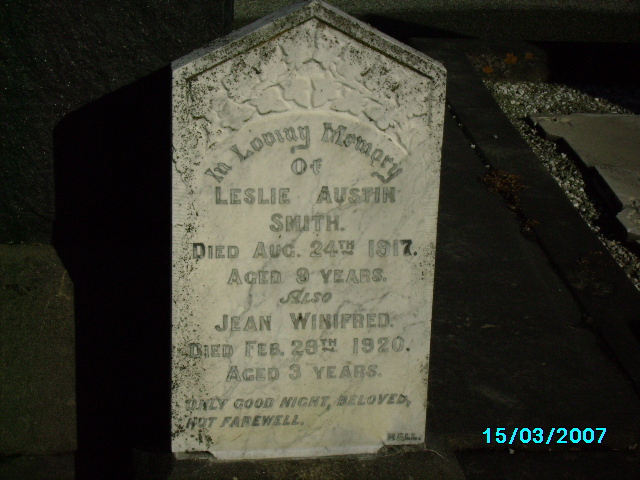 In Loving Memory
Of
LESLIE AUSTIN
SMITH.
DIED AUG. 24TH 1917.
AGED 9 YEARS.
ALSO
JEAN WINIFRED.
DIED FEB. 29TH 1920.
AGED 3 YEARS.
ONLY GOOD NIGHT, BELOVED,
NOT FAREWELL.
15/03/2007